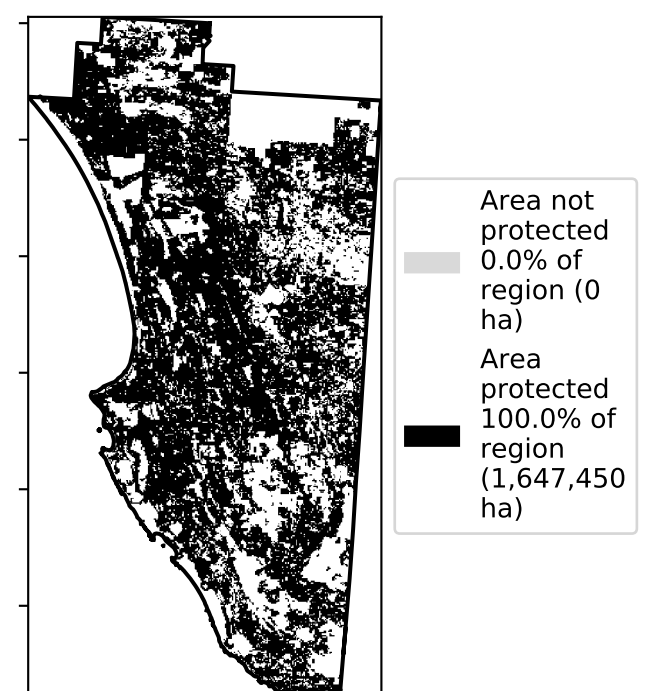 Area not
protected
0.0% of
region (0
ha)
Area
protected
100.0% of
region
(1,647,450
ha)